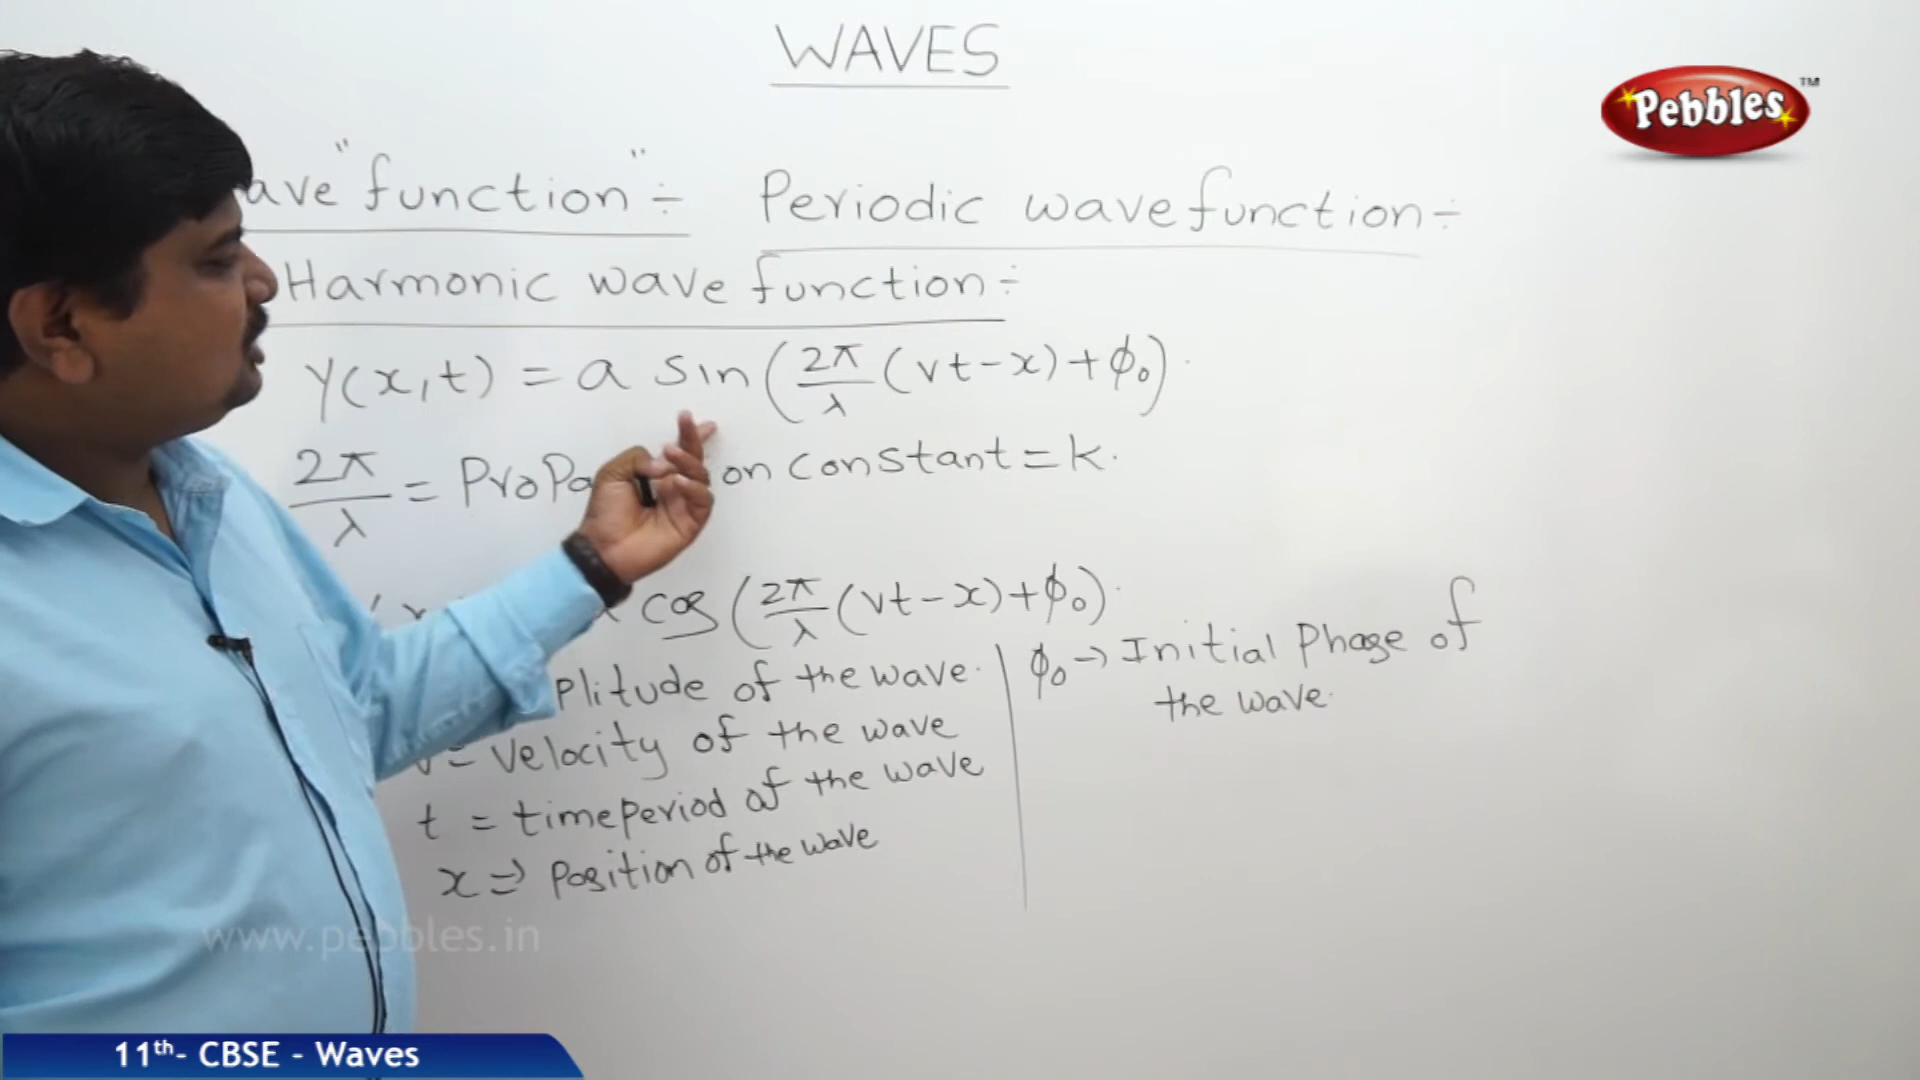 WAVES
Pebbles TM
ave "function" ÷ Periodic wave function ÷
Harmonic wave function ÷
y(x,t) = a sin(2π/λ (vt-x)+ϕ₀).
2π/λ = ProPa on constant = k.
cos(2π/λ (vt-x)+ϕ₀).
plitude of the wave.
ϕ₀ → Initial Phase of
the wave.
v = velocity of the wave
t = timeperiod of the wave
x ⇒ Position of the wave
www.pebbles.in
11th- CBSE - Waves